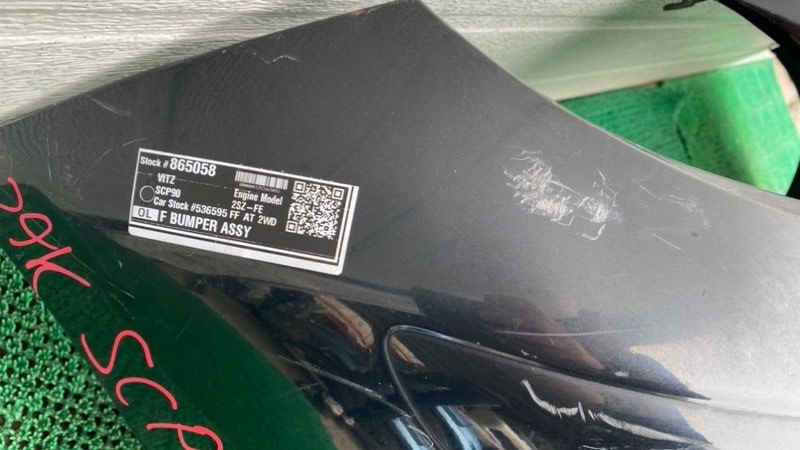 Stock # 865058
VITZ
SCP90 Engine Model
Car Stock #536595 2SZ-FE
FF AT 2WD
OL F BUMPER ASSY
SCP